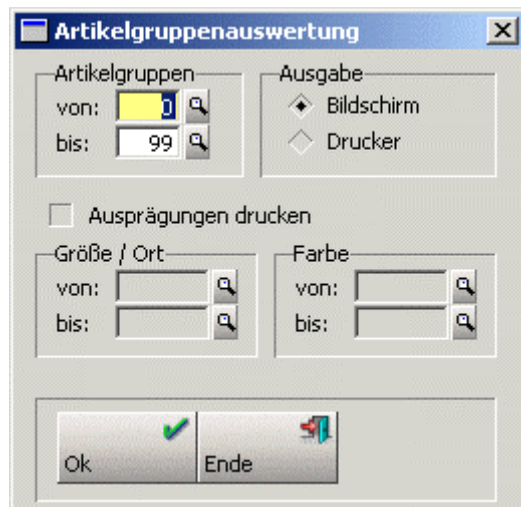 Artikelgruppenauswertung
Artikelgruppen
von: 0
bis: 99
Ausgabe
Bildschirm
Drucker
Ausprägungen drucken
Größe / Ort
von:
bis:
Farbe
von:
bis:
Ok
Ende